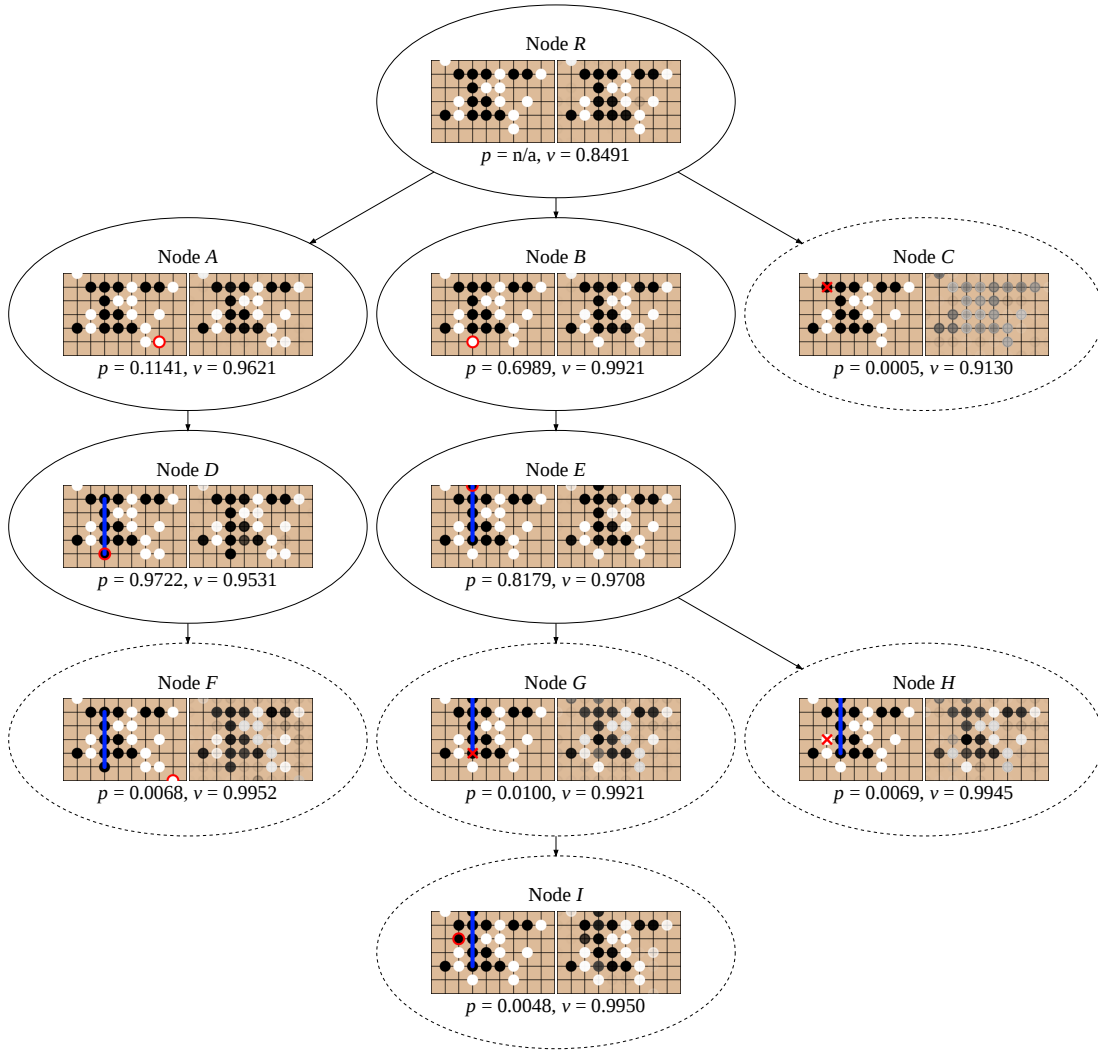 Node R
p = n/a, v = 0.8491
Node A
p = 0.1141, v = 0.9621
Node B
p = 0.6989, v = 0.9921
Node C
p = 0.0005, v = 0.9130
Node D
p = 0.9722, v = 0.9531
Node E
p = 0.8179, v = 0.9708
Node F
p = 0.0068, v = 0.9952
Node G
p = 0.0100, v = 0.9921
Node H
p = 0.0069, v = 0.9945
Node I
p = 0.0048, v = 0.9950